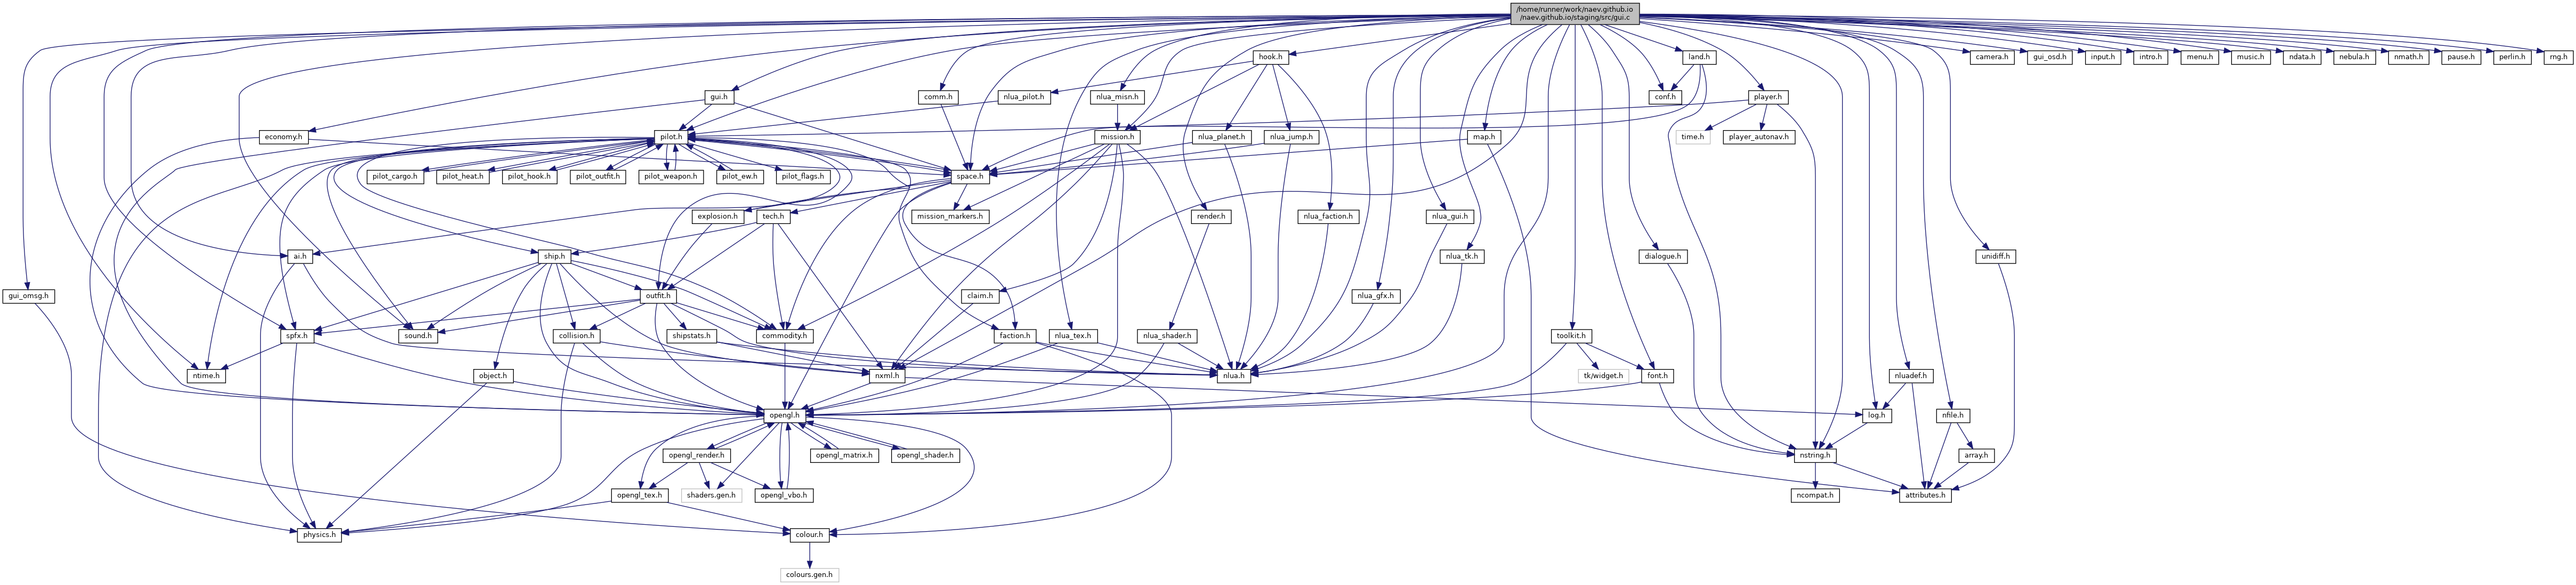 /home/runner/work/naev.github.io
/naev.github.io/staging/src/gui.c
hook.h
land.h
camera.h
gui_osd.h
input.h
intro.h
menu.h
music.h
ndata.h
nebula.h
nmath.h
pause.h
perlin.h
rng.h
gui.h
comm.h
nlua_pilot.h
nlua_misn.h
conf.h
player.h
economy.h
pilot.h
mission.h
nlua_planet.h
nlua_jump.h
map.h
time.h
player_autonav.h
pilot_cargo.h
pilot_heat.h
pilot_hook.h
pilot_outfit.h
pilot_weapon.h
pilot_ew.h
pilot_flags.h
space.h
explosion.h
tech.h
mission_markers.h
render.h
nlua_faction.h
nlua_gui.h
ai.h
ship.h
nlua_tk.h
dialogue.h
unidiff.h
gui_omsg.h
outfit.h
claim.h
nlua_gfx.h
spfx.h
sound.h
collision.h
shipstats.h
commodity.h
faction.h
nlua_tex.h
nlua_shader.h
toolkit.h
ntime.h
object.h
nxml.h
nlua.h
tk/widget.h
font.h
nluadef.h
opengl.h
log.h
nfile.h
opengl_render.h
opengl_matrix.h
opengl_shader.h
nstring.h
array.h
opengl_tex.h
shaders.gen.h
opengl_vbo.h
ncompat.h
attributes.h
physics.h
colour.h
colours.gen.h